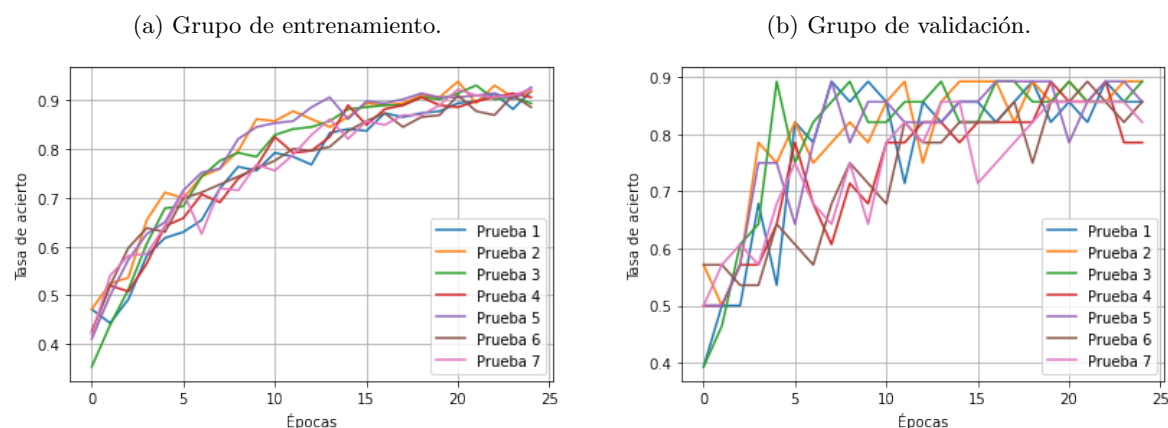 (a) Grupo de entrenamiento.
Tasa de acierto
0.9
0.8
0.7
0.6
0.5
0.4
0 5 10 15 20 25
Épocas
Prueba 1
Prueba 2
Prueba 3
Prueba 4
Prueba 5
Prueba 6
Prueba 7
(b) Grupo de validación.
Tasa de acierto
0.9
0.8
0.7
0.6
0.5
0.4
0 5 10 15 20 25
Épocas
Prueba 1
Prueba 2
Prueba 3
Prueba 4
Prueba 5
Prueba 6
Prueba 7